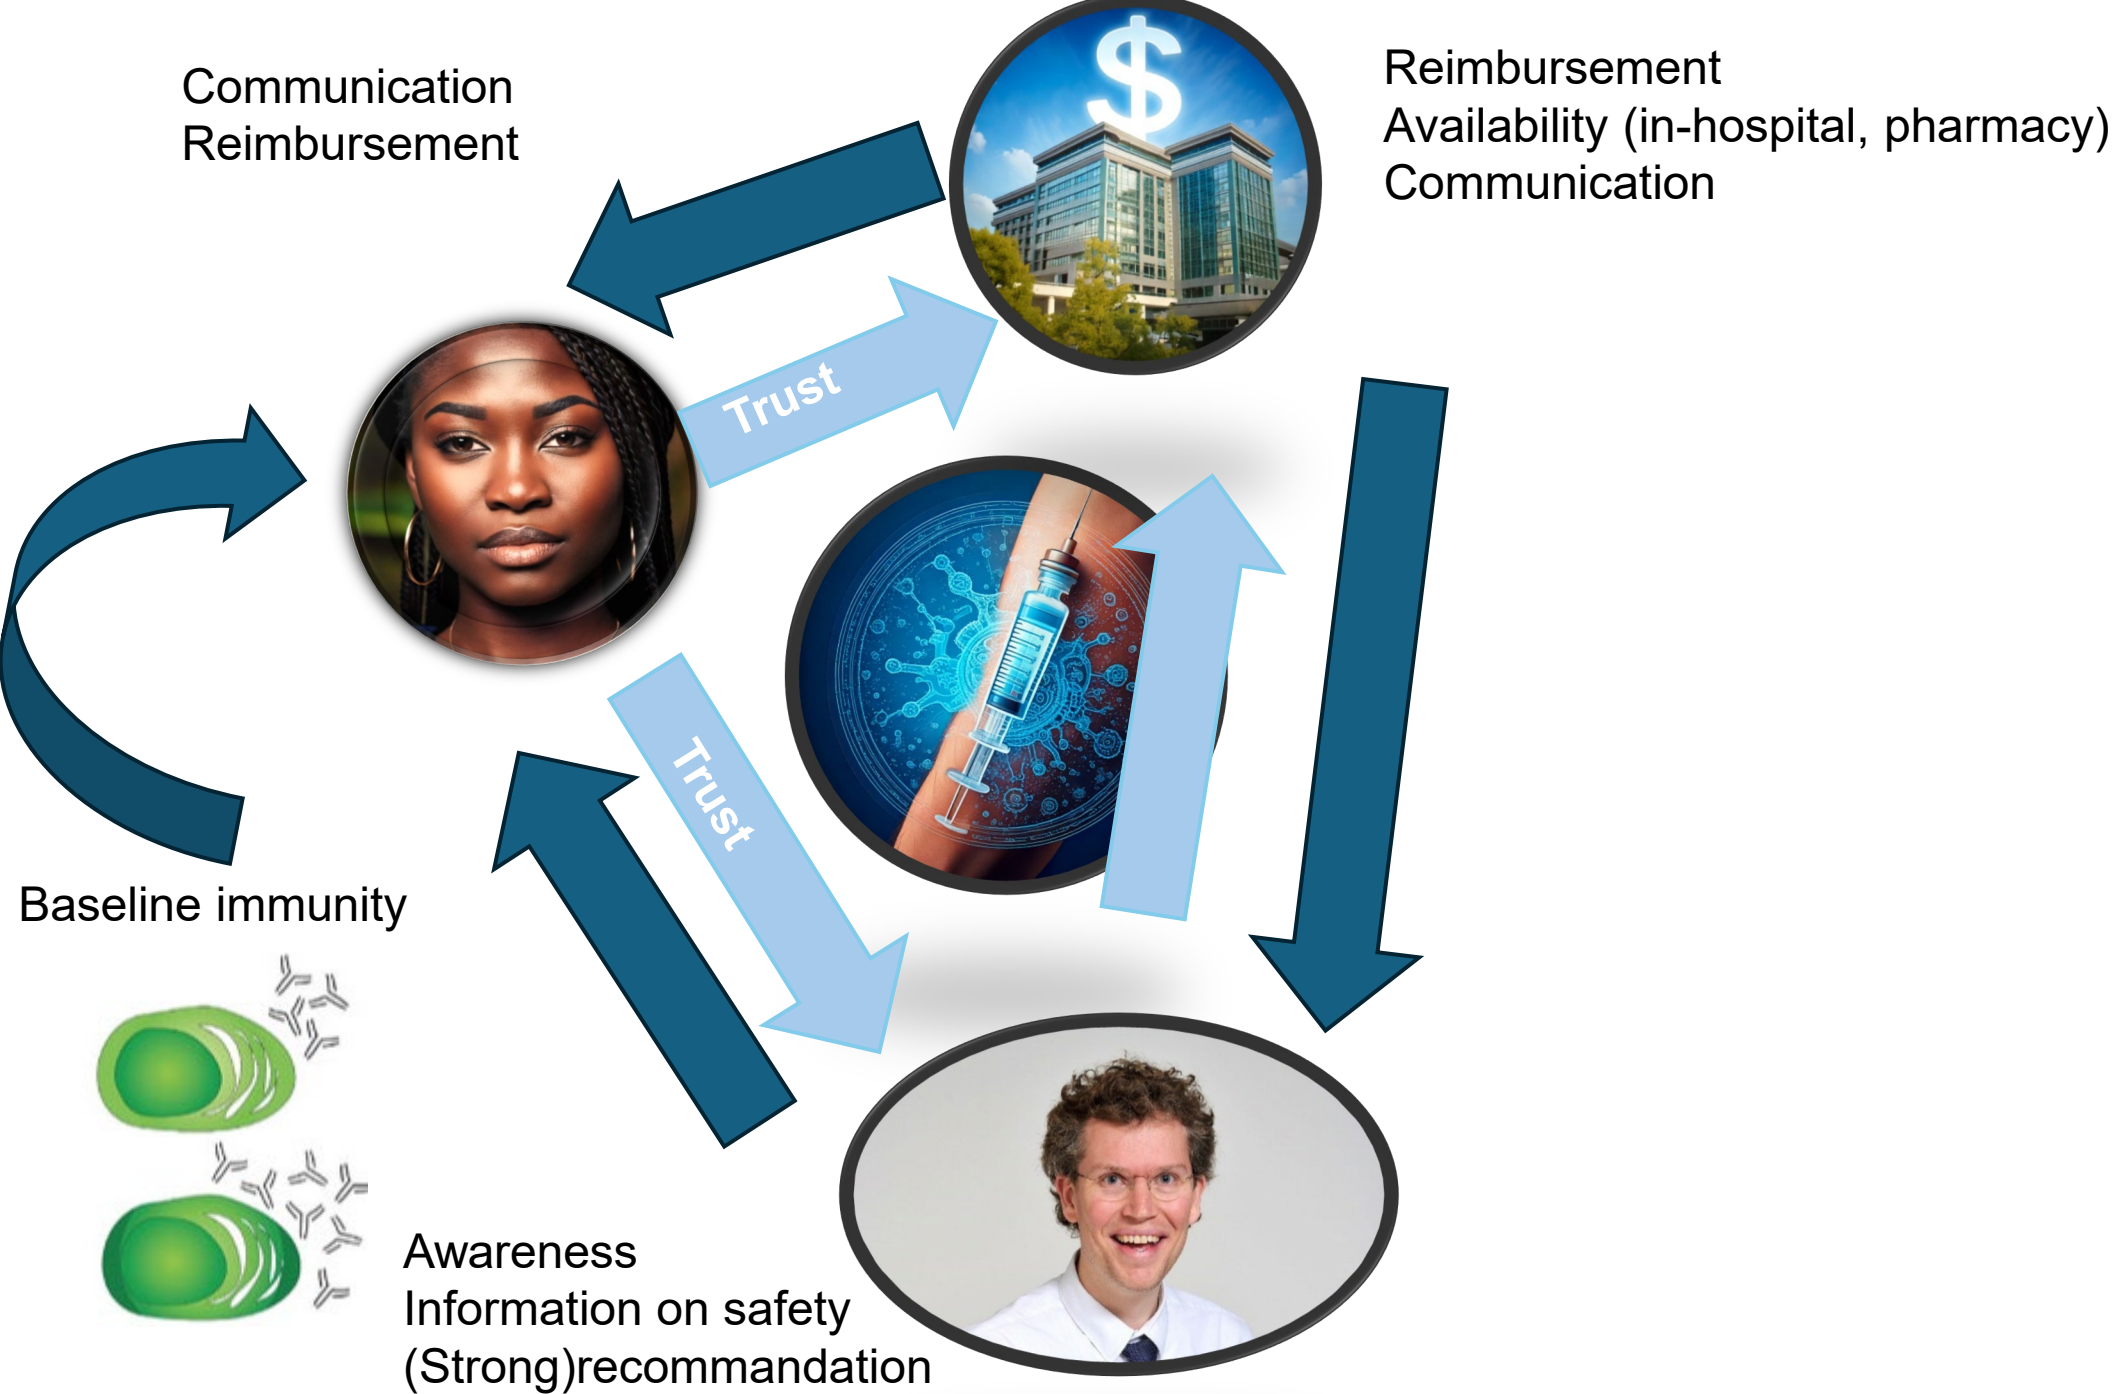 Communication
Reimbursement
$
Reimbursement
Availability (in-hospital, pharmacy)
Communication
Trust
Trust
Baseline immunity
Awareness
Information on safety
(Strong)recommandation